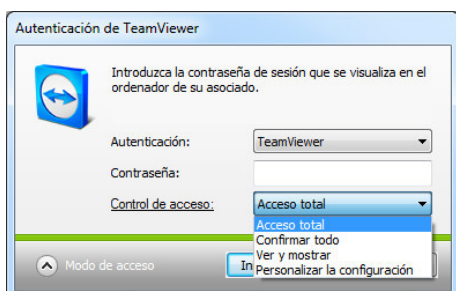 Autenticación de TeamViewer
Introduzca la contraseña de sesión que se visualiza en el
ordenador de su asociado.
Autenticación:
TeamViewer
Contraseña:
Control de acceso:
Acceso total
Acceso total
Confirmar todo
Ver y mostrar
Personalizar la configuración
Modo de acceso